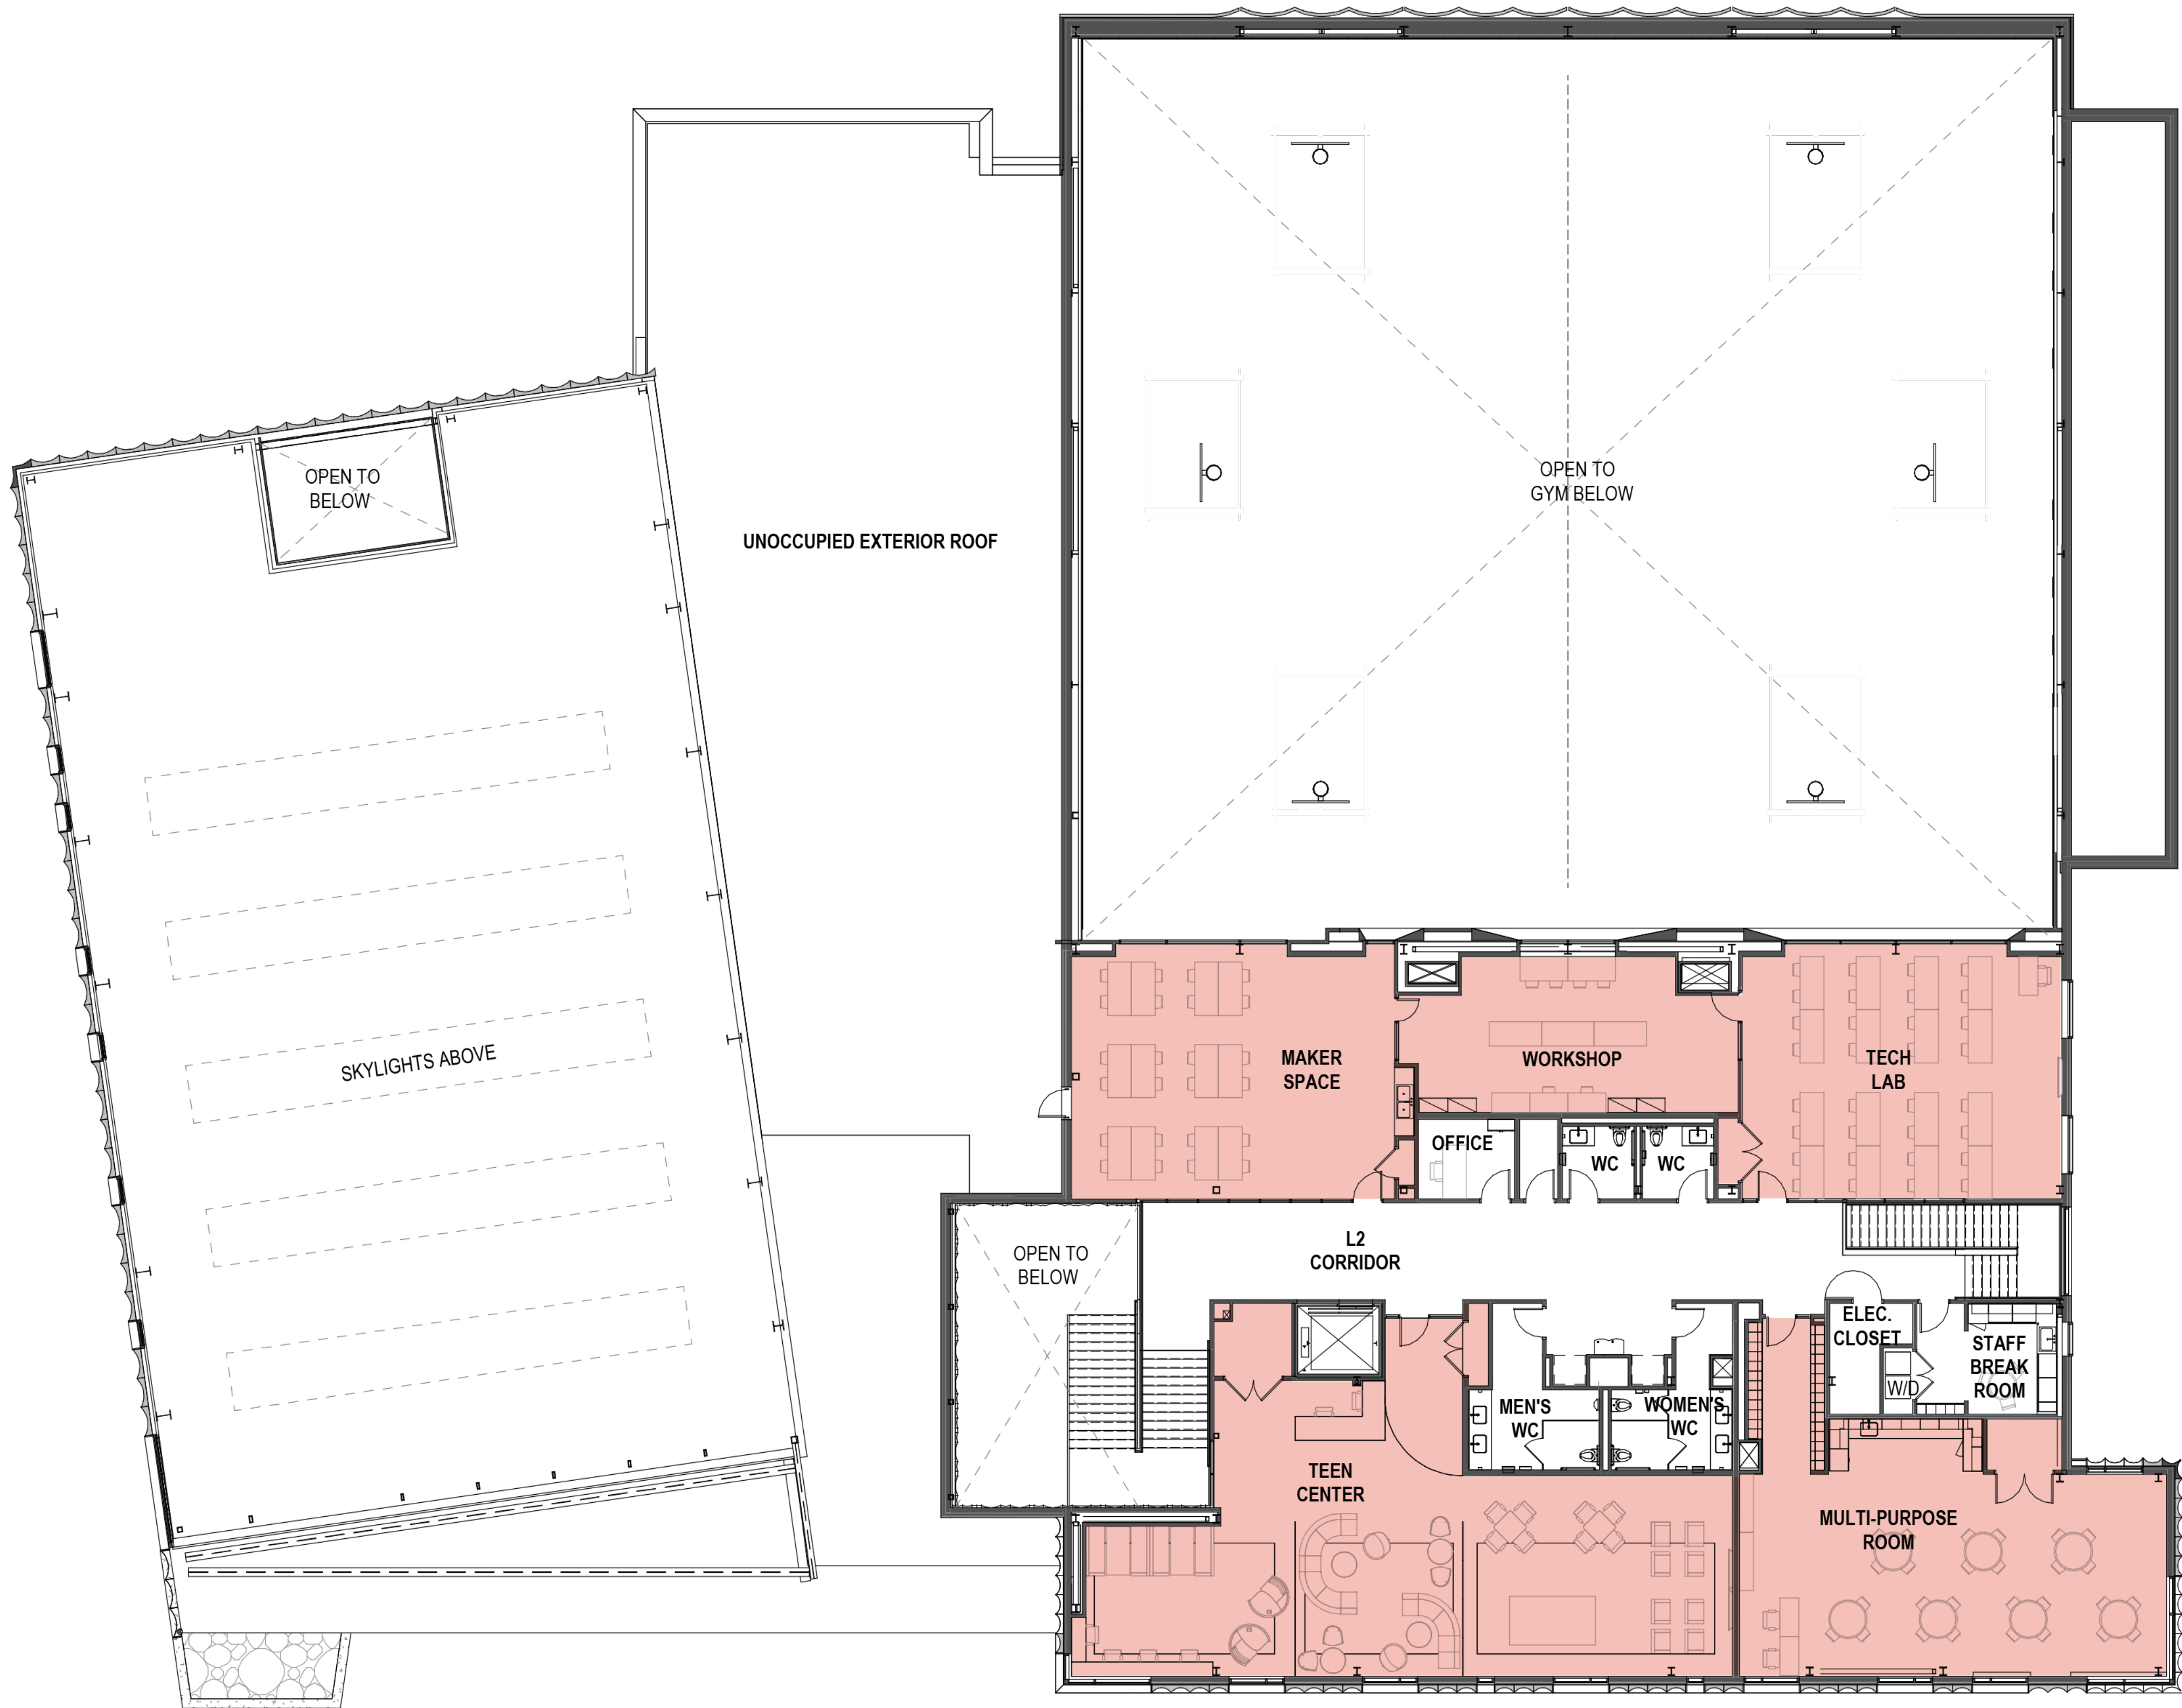 OPEN TO
BELOW
OPEN TO
GYM BELOW
UNOCCUPIED EXTERIOR ROOF
SKYLIGHTS ABOVE
MAKER
SPACE
WORKSHOP
TECH
LAB
OFFICE
WC
WC
OPEN TO
BELOW
L2
CORRIDOR
ELEC.
CLOSET
STAFF
BREAK
ROOM
W/D
MEN'S
WC
WOMEN'S
WC
TEEN
CENTER
MULTI-PURPOSE
ROOM